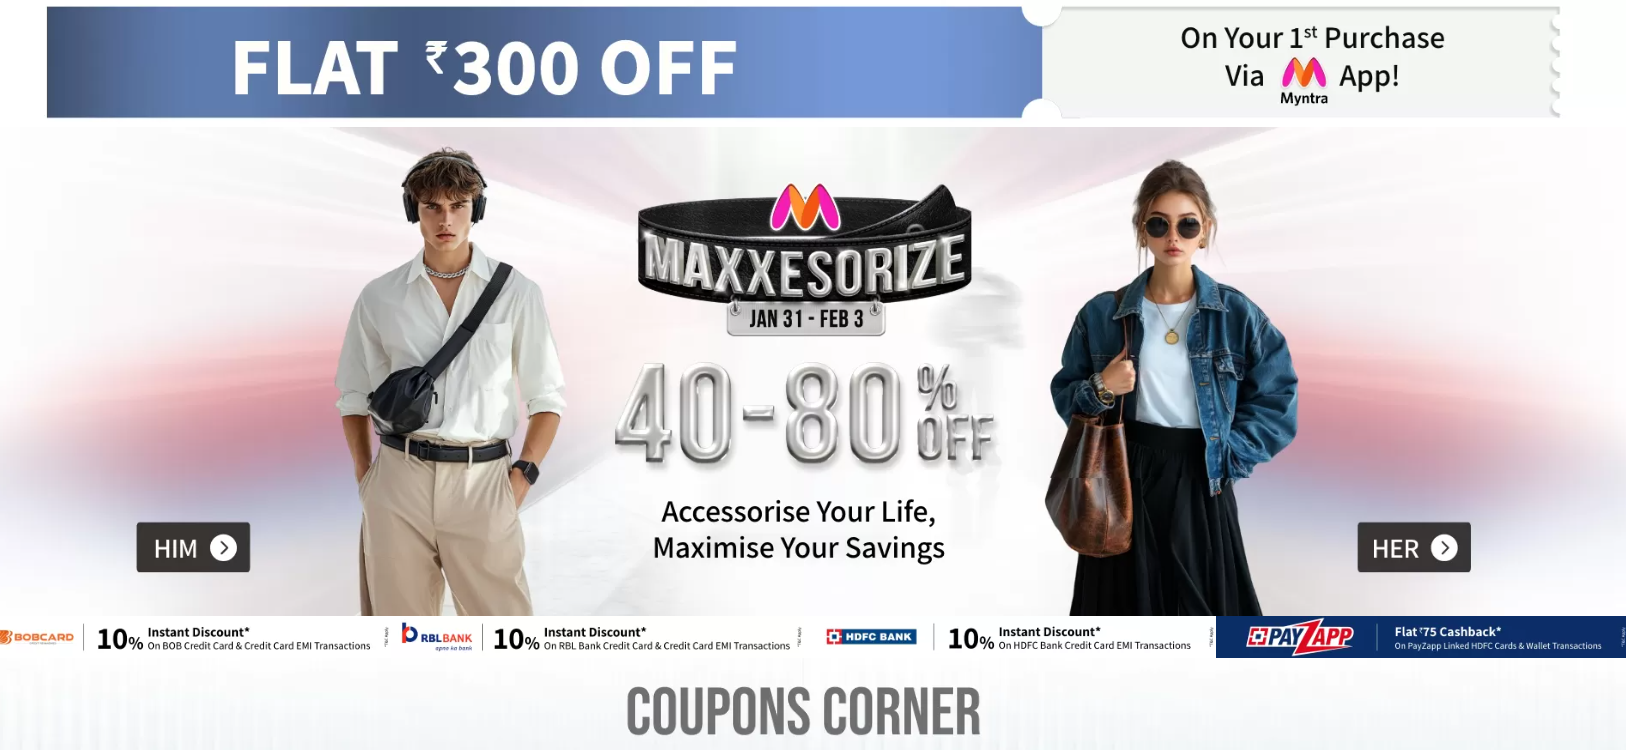 FLAT ₹300 OFF
On Your 1st Purchase
Via Myntra App!
MAXXESORIZE
JAN 31 - FEB 3
40-80% OFF
Accessorise Your Life,
Maximise Your Savings
HIM
HER
BOBCARD
10% Instant Discount*
On BOB Credit Card & Credit Card EMI Transactions
RBLBANK
apno ka bank
10% Instant Discount*
On RBL Bank Credit Card & Credit Card EMI Transactions
HDFC BANK
10% Instant Discount*
On HDFC Bank Credit Card EMI Transactions
PAYZAPP
Flat ₹75 Cashback*
On PayZapp Linked HDFC Cards & Wallet Transactions
COUPONS CORNER